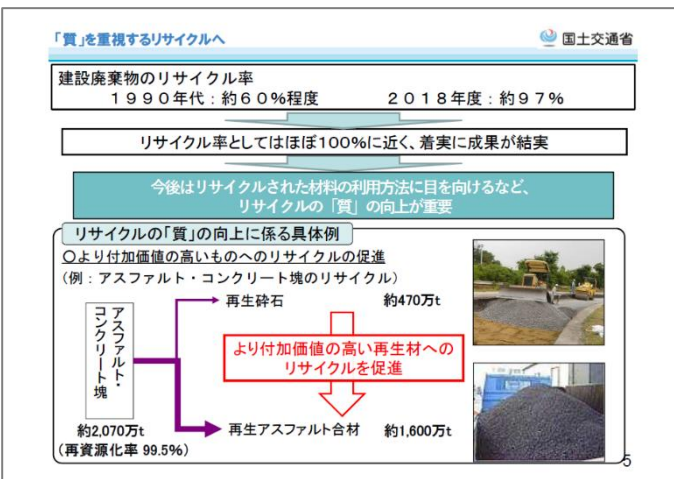 「質」を重視するリサイクルへ
国土交通省
建設廃棄物のリサイクル率
1990年代：約60%程度　2018年度：約97%
リサイクル率としてはほぼ100%に近く、着実に成果が結実
今後はリサイクルされた材料の利用方法に目を向けるなど、
リサイクルの「質」の向上が重要
リサイクルの「質」の向上に係る具体例
○より付加価値の高いものへのリサイクルの促進
(例：アスファルト・コンクリート塊のリサイクル)
アスファルト・
コンクリート塊
約2,070万t
(再資源化率 99.5%)
再生砕石　約470万t
より付加価値の高い再生材への
リサイクルを促進
再生アスファルト合材　約1,600万t
5